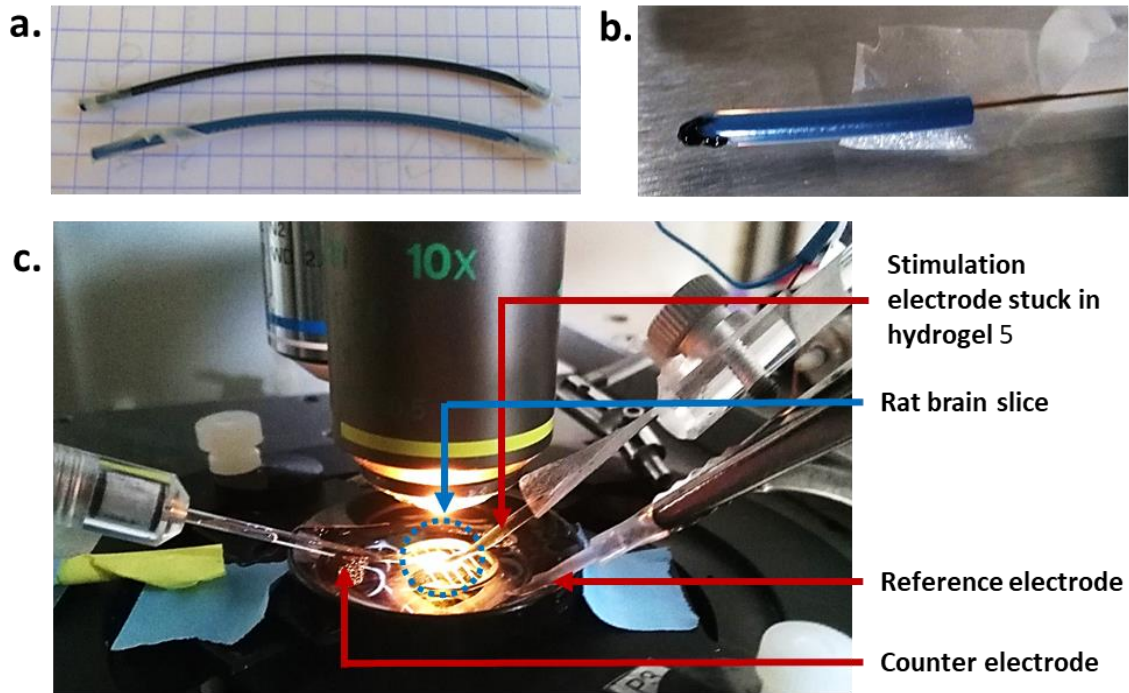 a.
b.
c.
10x
Stimulation
electrode stuck in
hydrogel 5
Rat brain slice
Reference electrode
Counter electrode